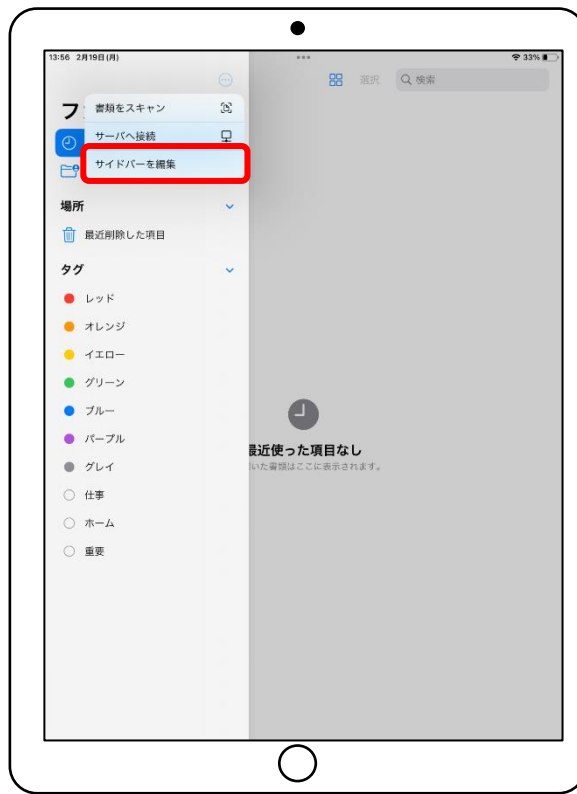 13:56 2月19日(月)
33%
選択
検索
フ
書類をスキャン
サーバへ接続
サイドバーを編集
場所
最近削除した項目
タグ
レッド
オレンジ
イエロー
グリーン
ブルー
パープル
グレイ
仕事
ホーム
重要
最近使った項目なし
いた書類はここに表示されます。